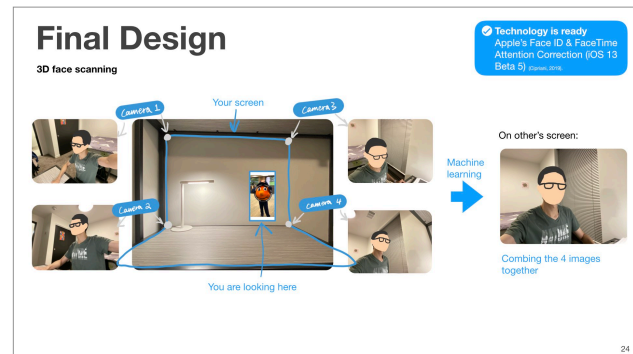 Final Design
3D face scanning
Technology is ready
Apple's Face ID & FaceTime
Attention Correction (iOS 13
Beta 5) (Ciprian, 2019).
Your screen
Camera 1
Camera 3
Camera 2
Camera 4
You are looking here
Machine
learning
On other's screen:
Combing the 4 images
together
24